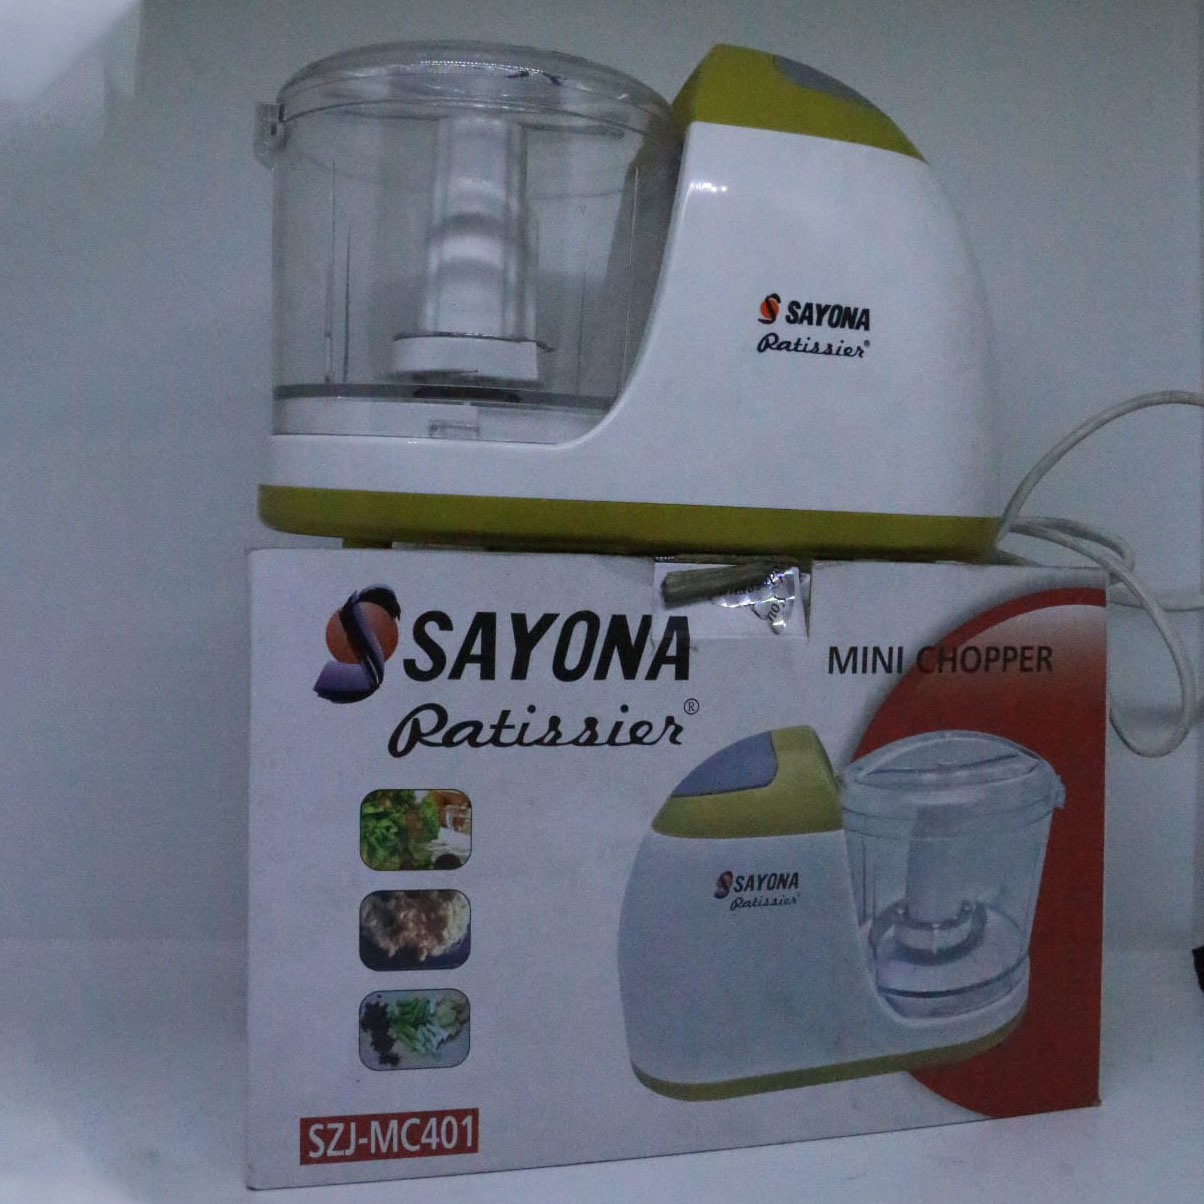 SAYONA
Ratissier®
SAYONA
Ratissier®
MINI CHOPPER
SAYONA
Ratissier
SZJ-MC401